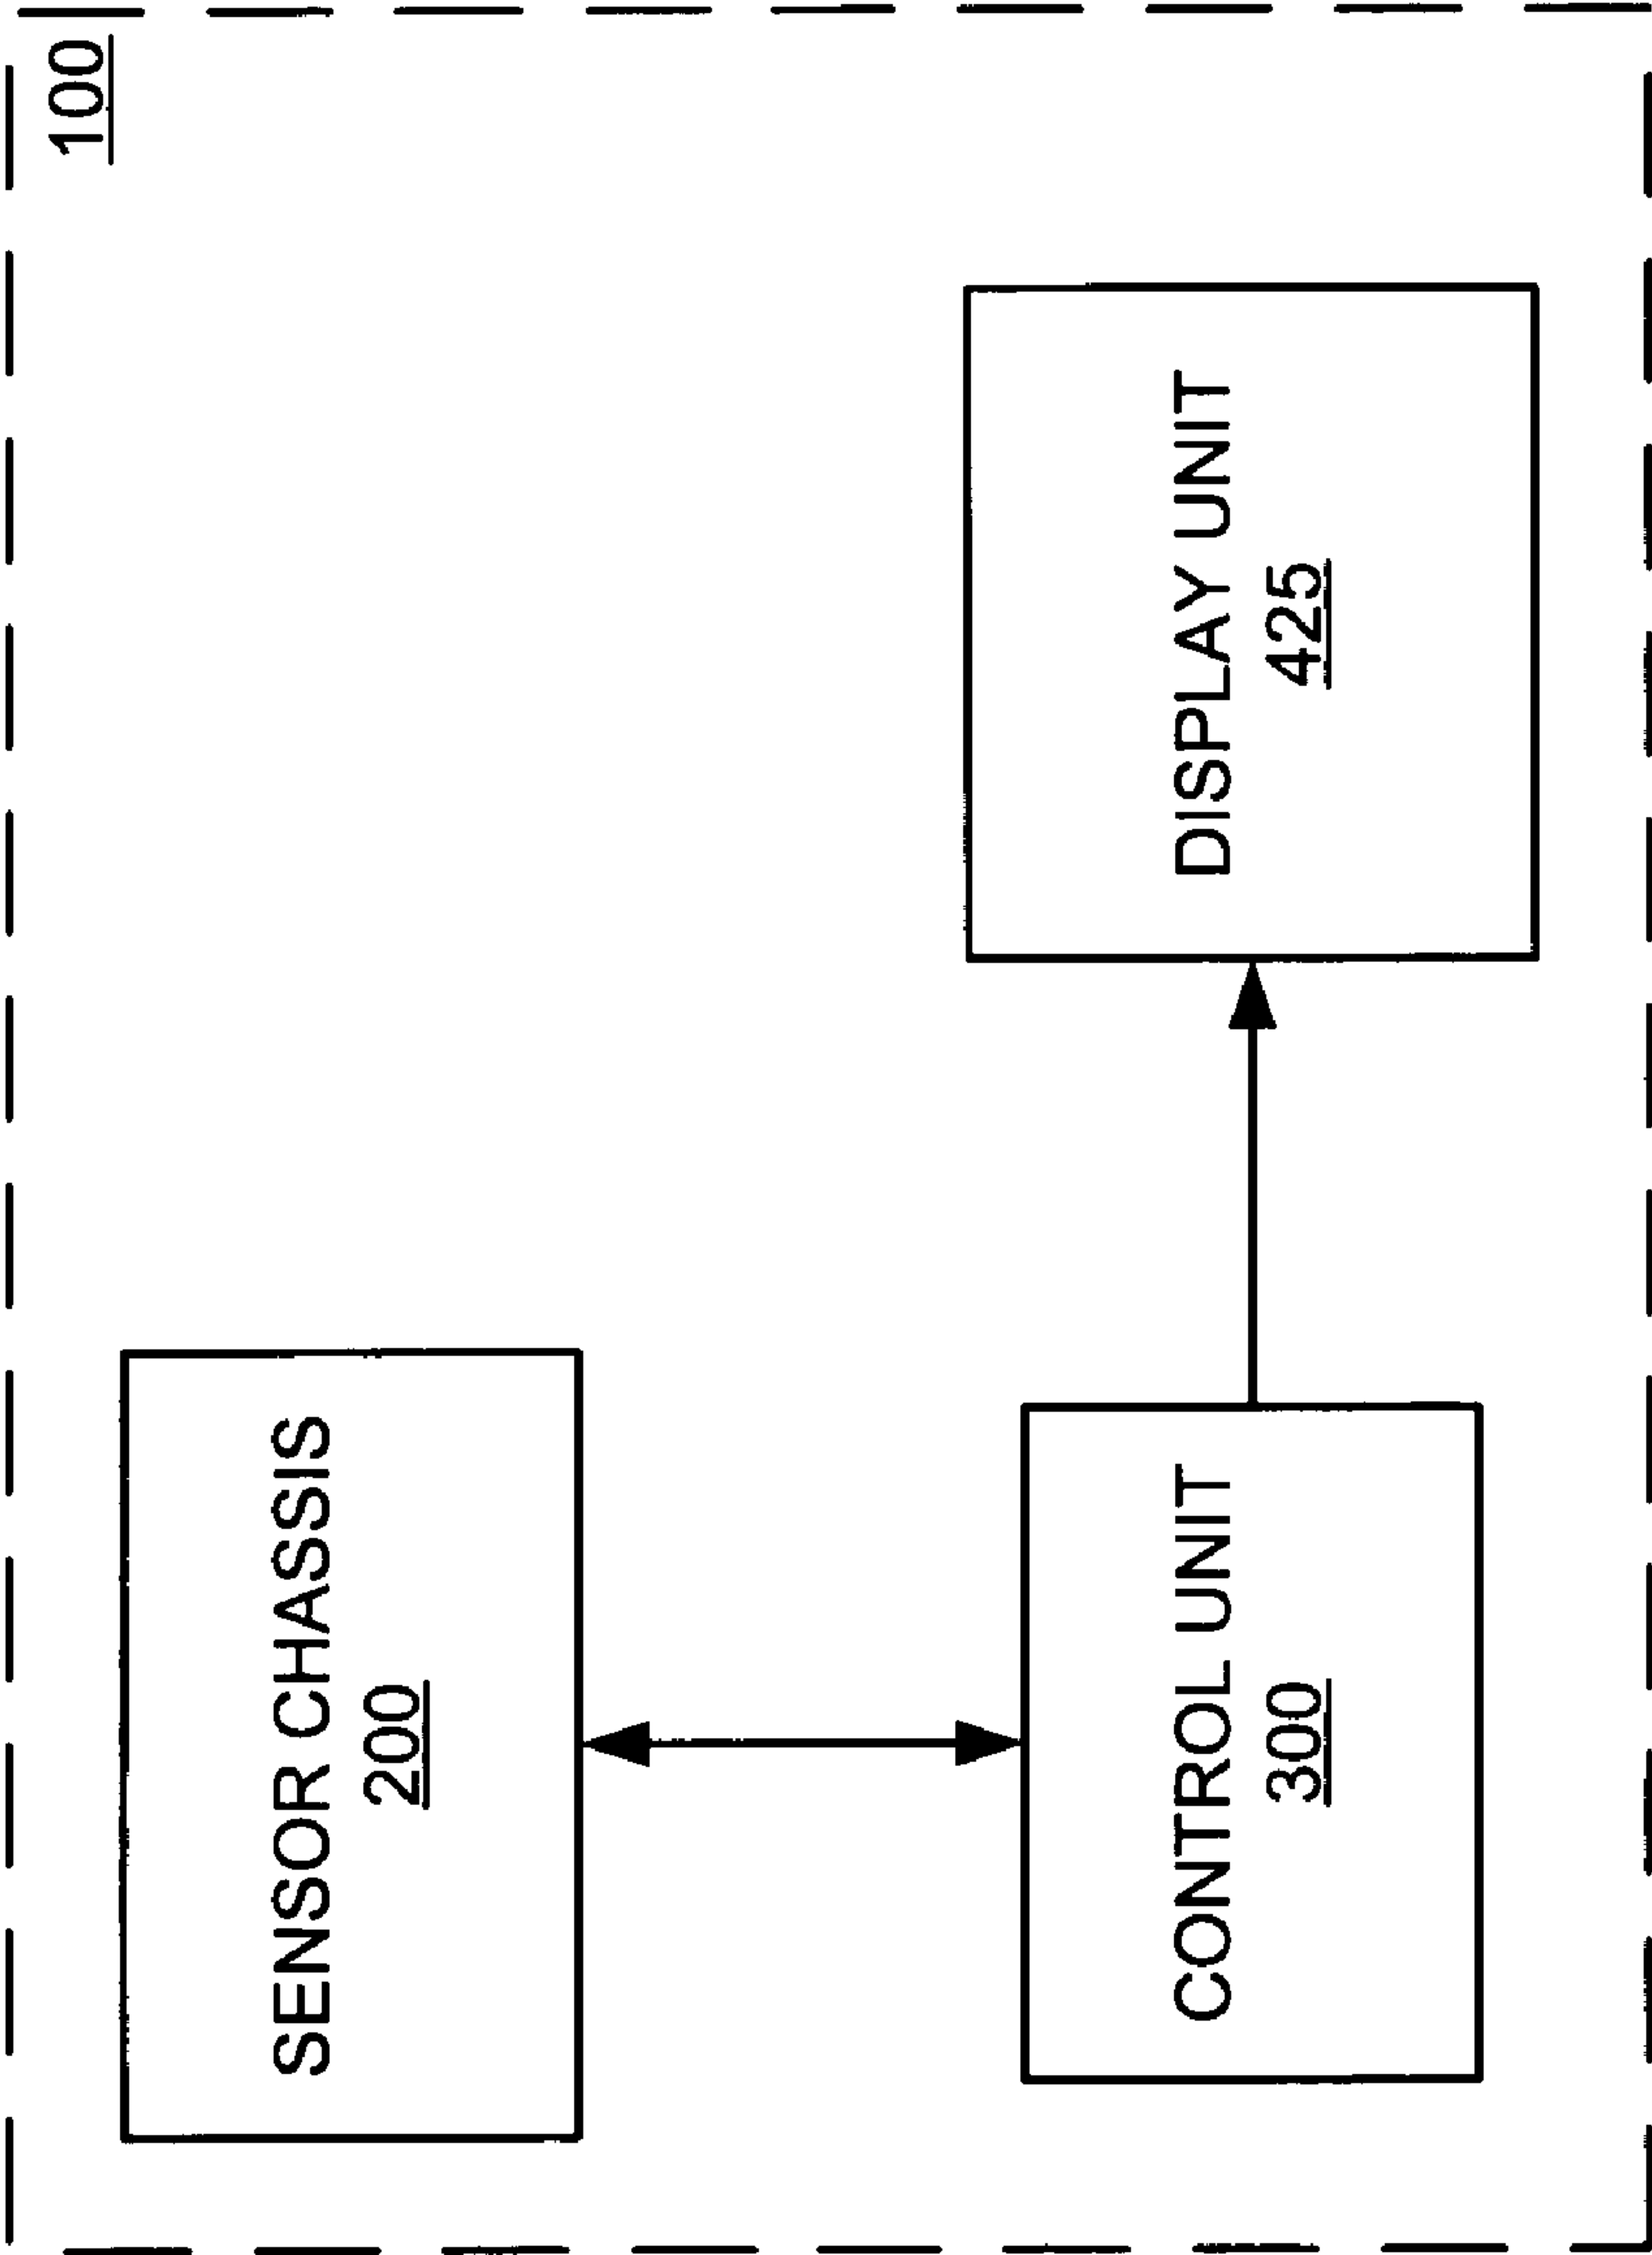 100
SENSOR CHASSIS
200
CONTROL UNIT
300
DISPLAY UNIT
425